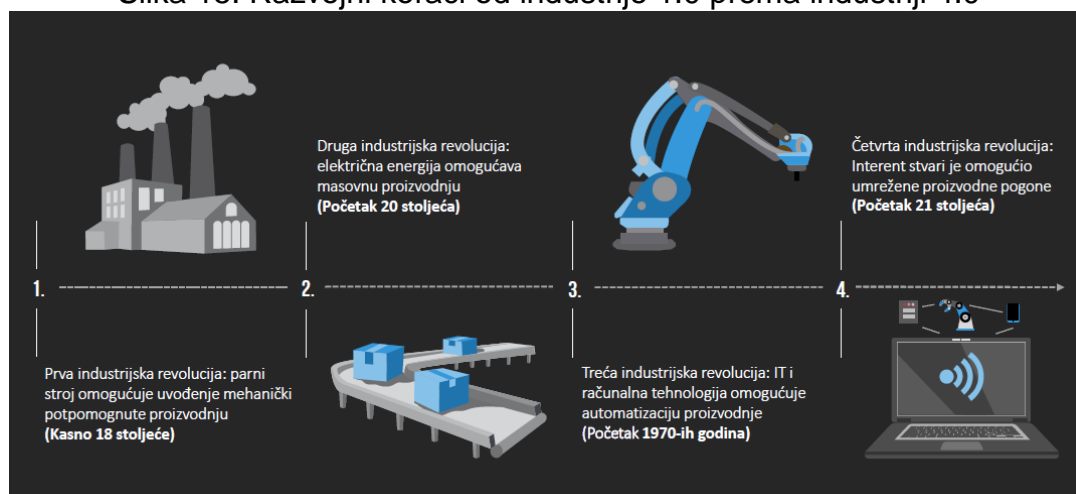 Slika 15. Razvojni koraci od industrije 1.0 prema industriji 4.0
Druga industrijska revolucija:
električna energija omogućava
masovnu proizvodnju
(Početak 20 stoljeća)
Četvrta industrijska revolucija:
Interent stvari je omogućio
umrežene proizvodne pogone
(Početak 21 stoljeća)
1.
2.
3.
4.
Prva industrijska revolucija: parni
stroj omogućuje uvođenje mehanički
potpomognute proizvodnju
(Kasno 18 stoljeće)
Treća industrijska revolucija: IT i
računalna tehnologija omogućuje
automatizaciju proizvodnje
(Početak 1970-ih godina)